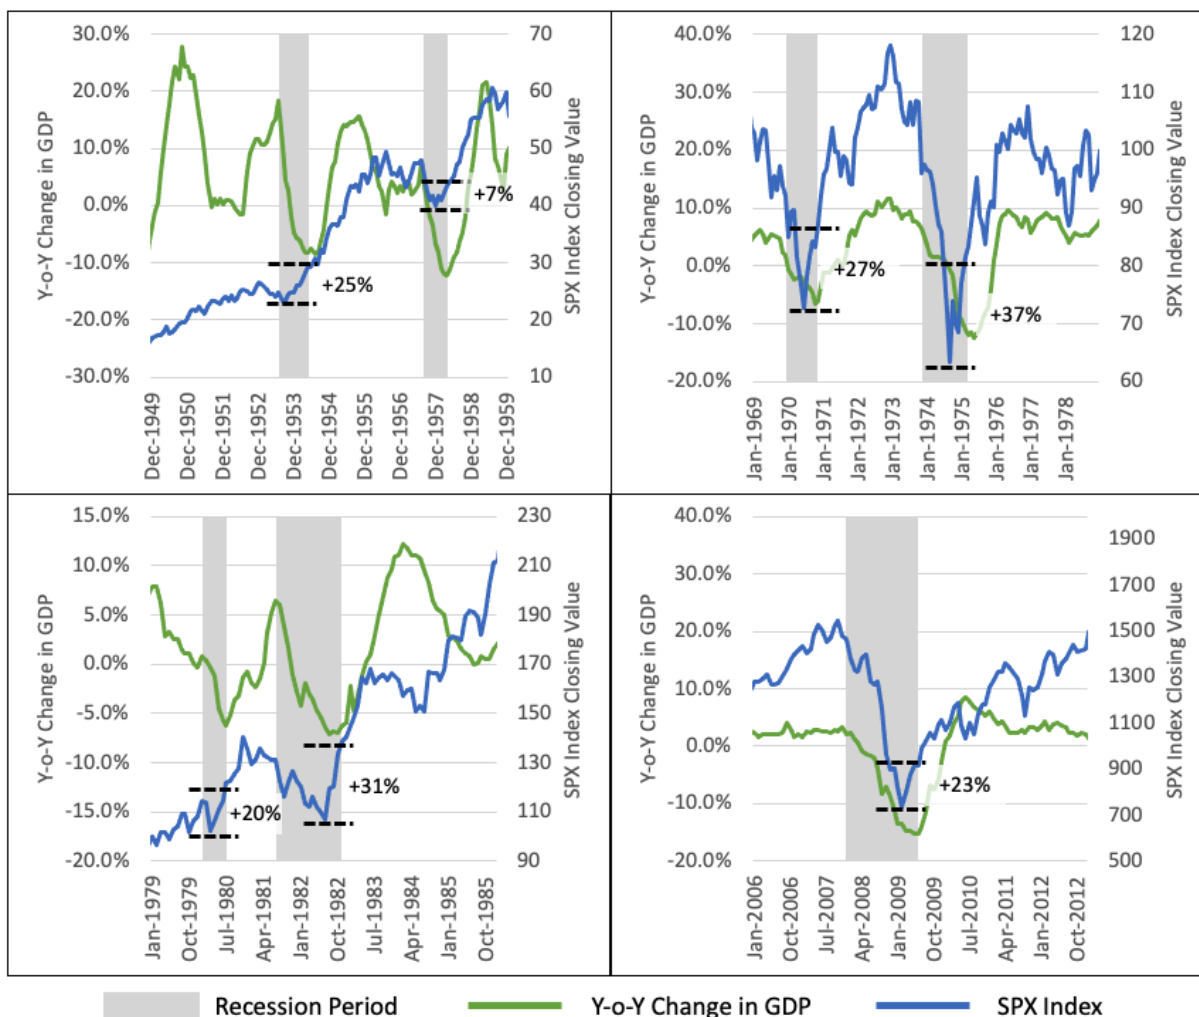 30.0%
20.0%
10.0%
0.0%
-10.0%
-20.0%
-30.0%
Y-o-Y Change in GDP
70
60
50
40
30
20
10
SPX Index Closing Value
+25%
+7%
Dec-1949
Dec-1950
Dec-1951
Dec-1952
Dec-1953
Dec-1954
Dec-1955
Dec-1956
Dec-1957
Dec-1958
Dec-1959
40.0%
30.0%
20.0%
10.0%
0.0%
-10.0%
-20.0%
Y-o-Y Change in GDP
120
110
100
90
80
70
60
SPX Index Closing Value
+27%
+37%
Jan-1969
Jan-1970
Jan-1971
Jan-1972
Jan-1973
Jan-1974
Jan-1975
Jan-1976
Jan-1977
Jan-1978
15.0%
10.0%
5.0%
0.0%
-5.0%
-10.0%
-15.0%
-20.0%
Y-o-Y Change in GDP
230
210
190
170
150
130
110
90
SPX Index Closing Value
+20%
+31%
Jan-1979
Oct-1979
Jul-1980
Apr-1981
Jan-1982
Oct-1982
Jul-1983
Apr-1984
Jan-1985
Oct-1985
40.0%
30.0%
20.0%
10.0%
0.0%
-10.0%
-20.0%
Y-o-Y Change in GDP
1900
1700
1500
1300
1100
900
700
500
SPX Index Closing Value
+23%
Jan-2006
Oct-2006
Jul-2007
Apr-2008
Jan-2009
Oct-2009
Jul-2010
Apr-2011
Jan-2012
Oct-2012
Recession Period
Y-o-Y Change in GDP
SPX Index